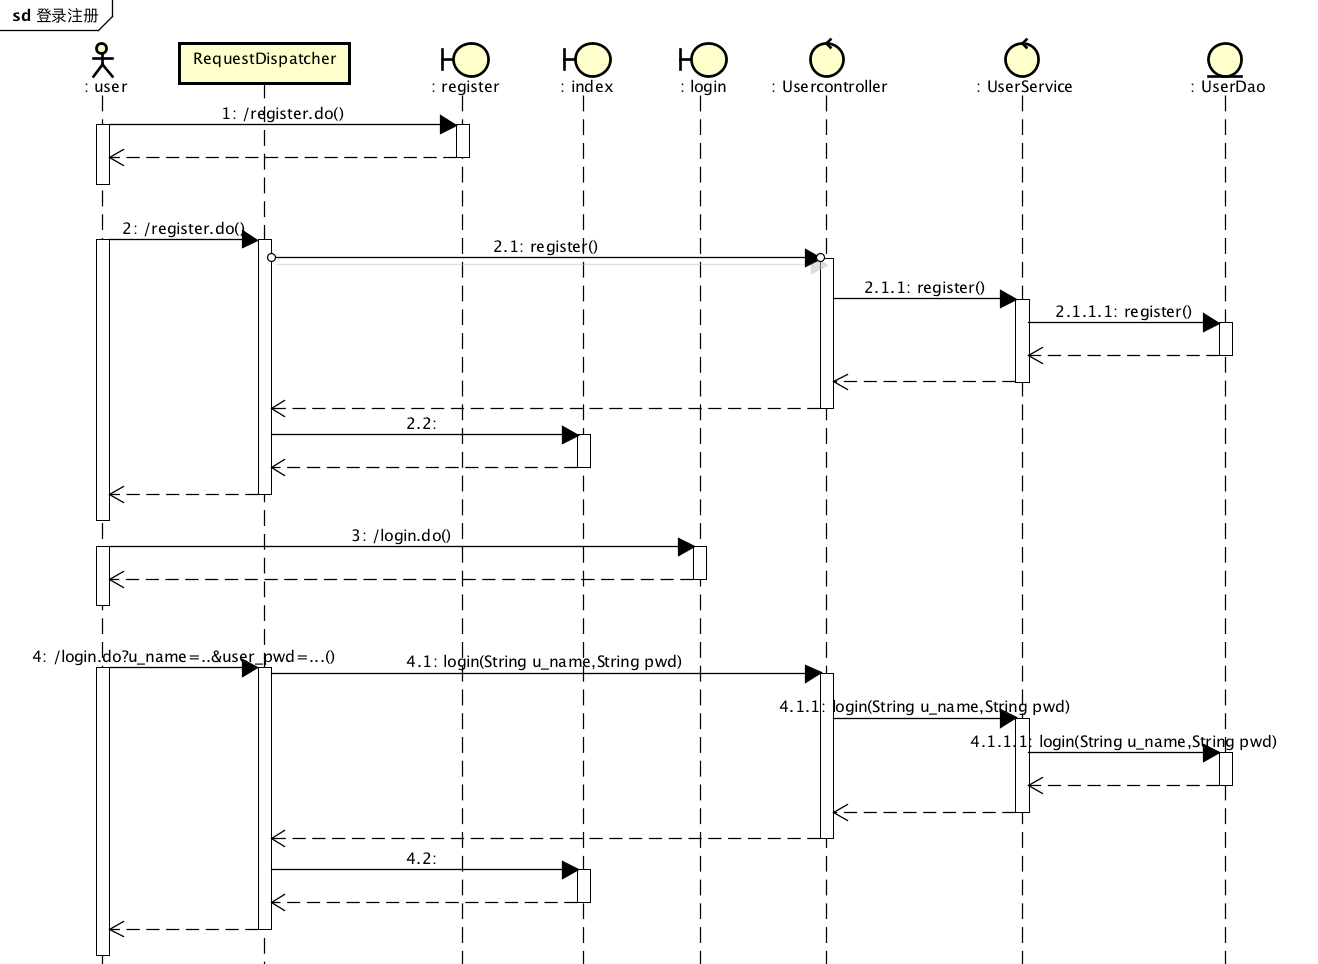 sd 登录注册
: user
RequestDispatcher
: register
: index
: login
: Usercontroller
: UserService
: UserDao
1: /register.do()
2: /register.do()
2.1: register()
2.1.1: register()
2.1.1.1: register()
2.2:
3: /login.do()
4: /login.do?u_name=..&user_pwd=...()
4.1: login(String u_name,String pwd)
4.1.1: login(String u_name,String pwd)
4.1.1.1: login(String u_name,String pwd)
4.2: